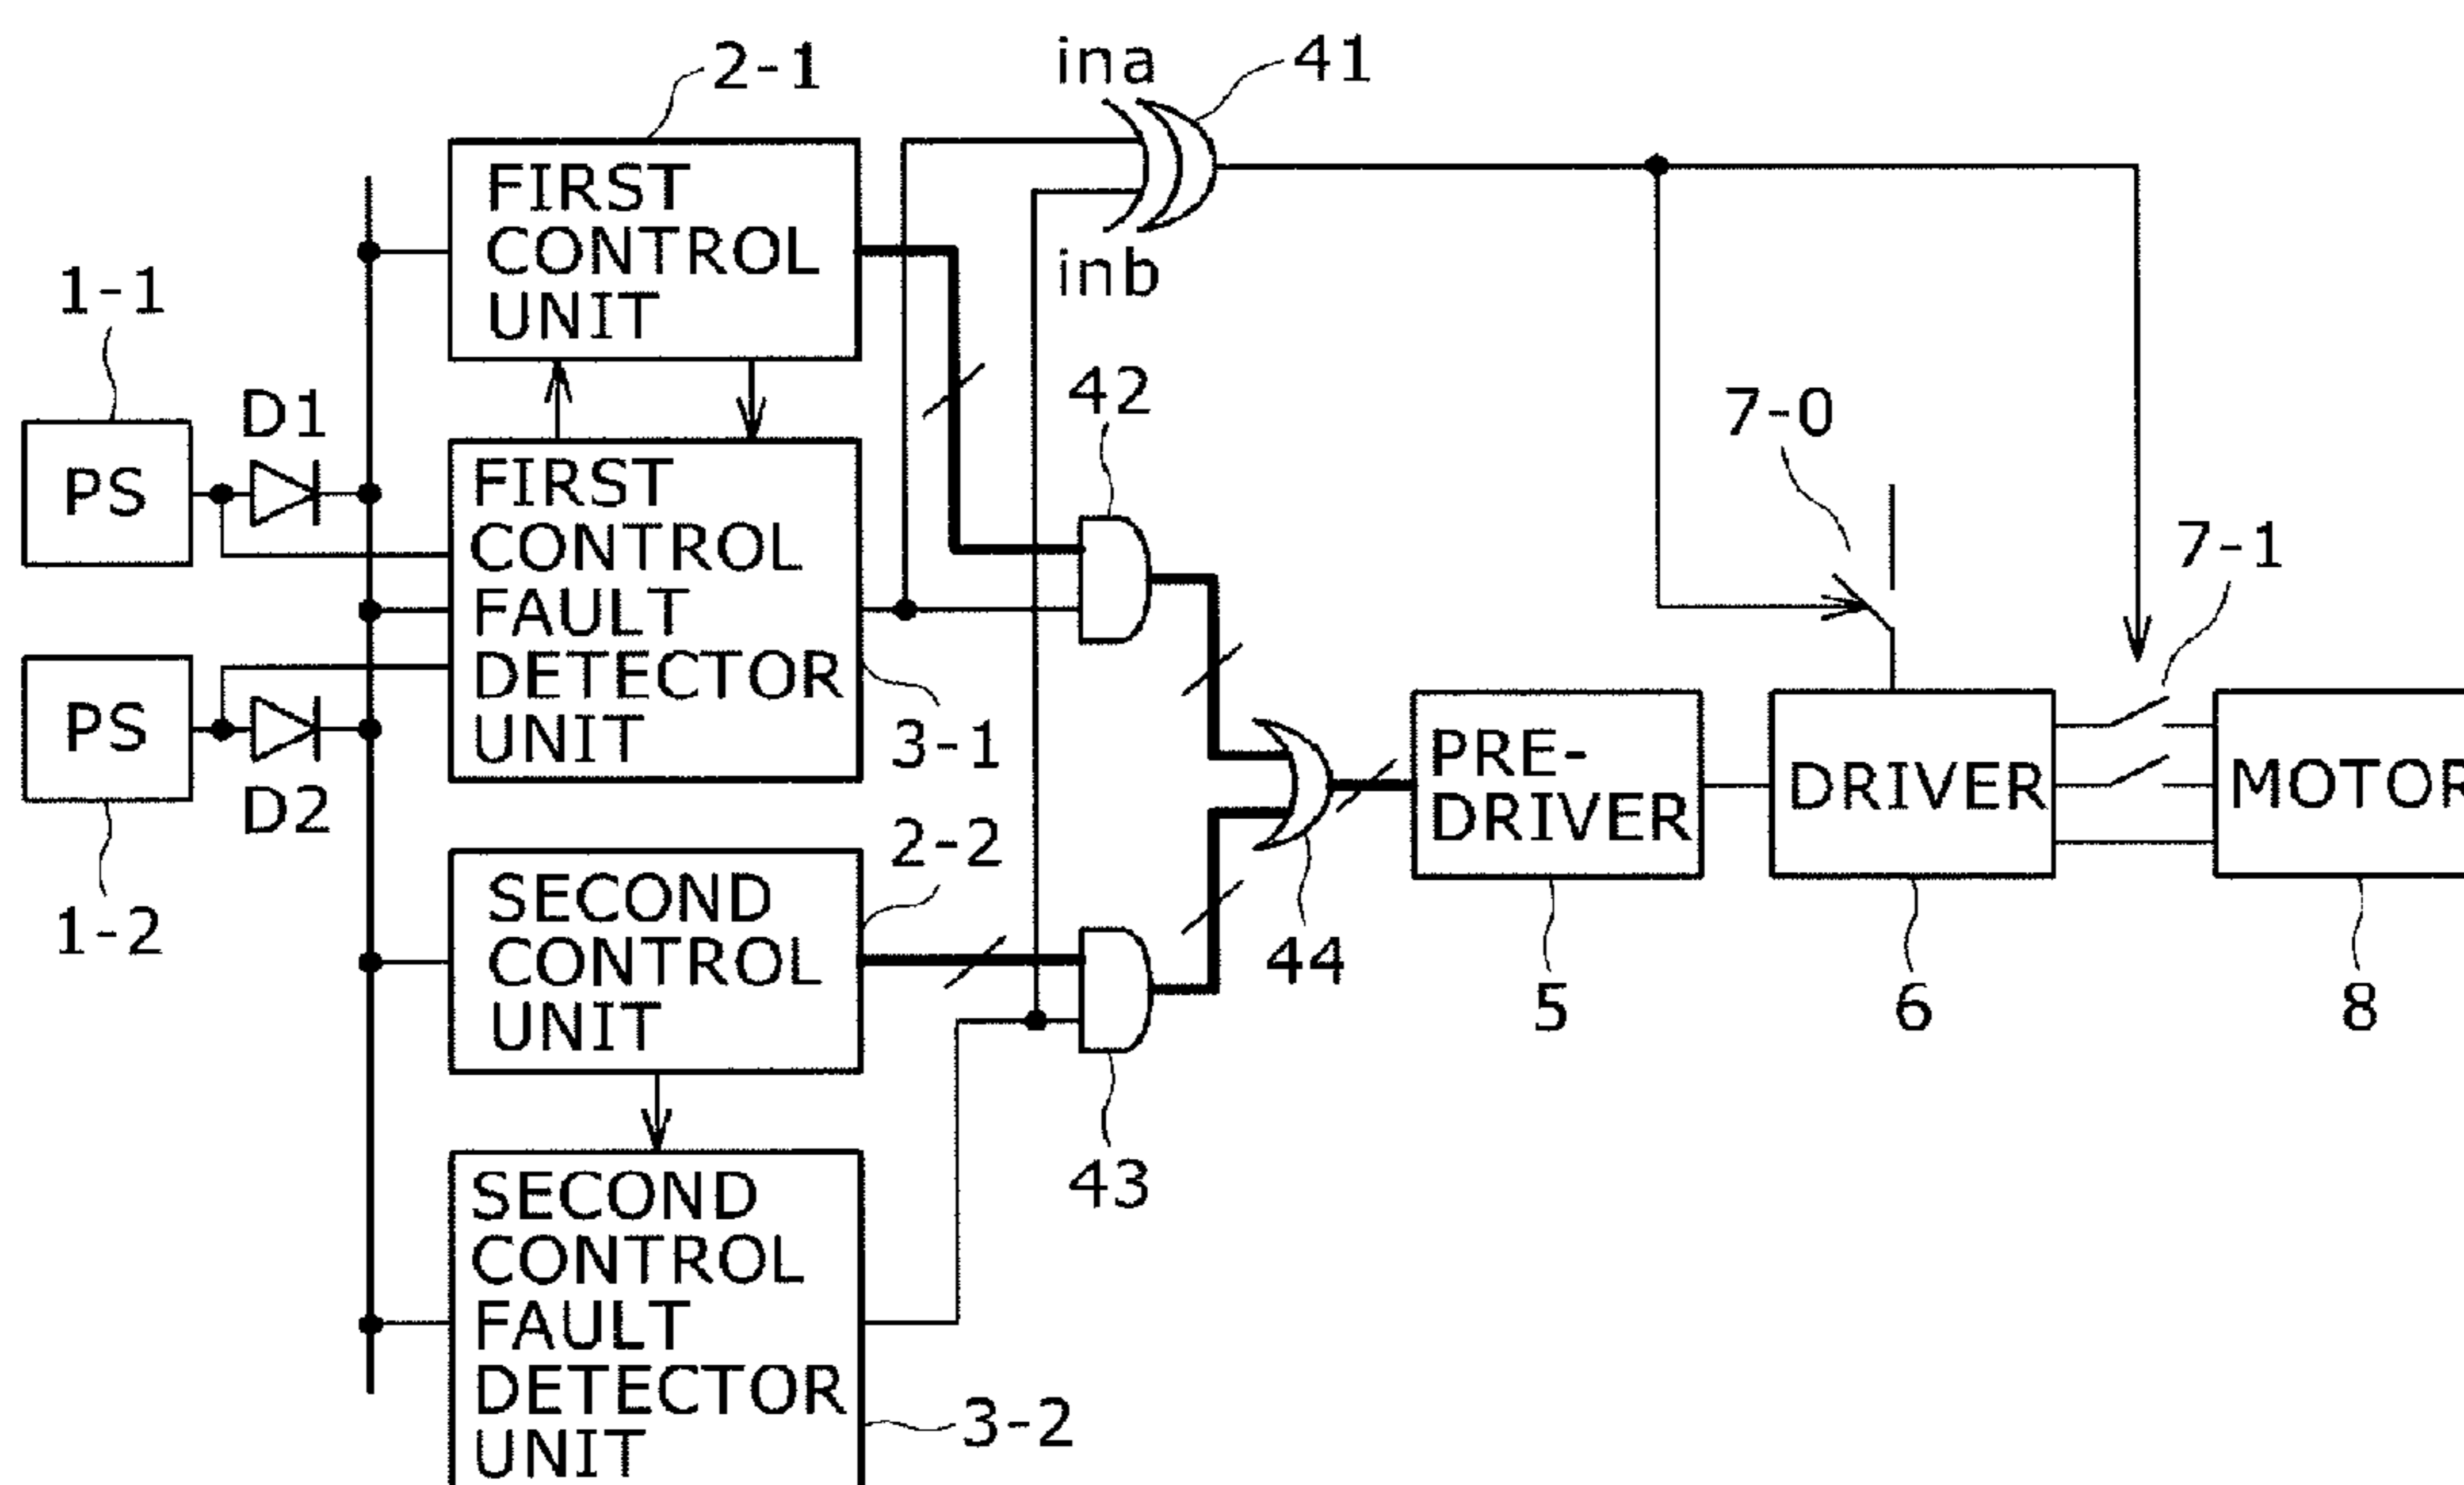 2-1
ina
41
FIRST
CONTROL
UNIT
inb
1-1
D1
42
7-0
PS
FIRST
CONTROL
FAULT
DETECTOR
UNIT
7-1
PS
3-1
D2
2-2
1-2
SECOND
CONTROL
UNIT
44
PRE-
DRIVER
DRIVER
5
6
8
43
SECOND
CONTROL
FAULT
DETECTOR
UNIT
3-2